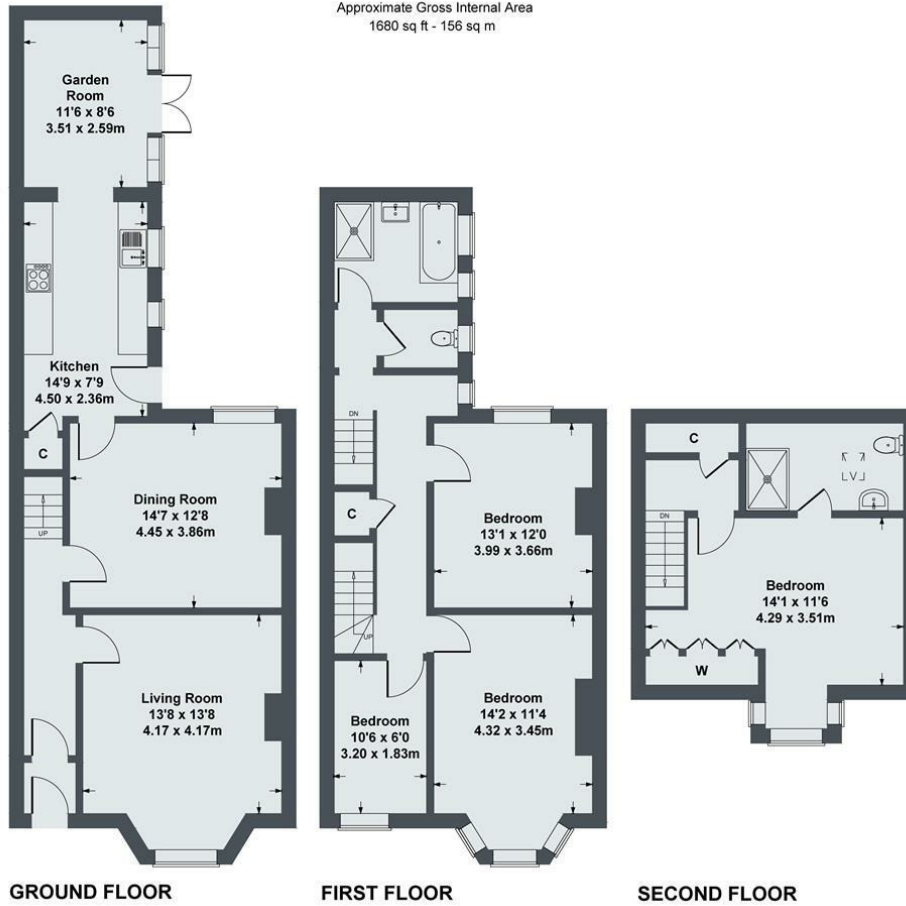 Approximate Gross Internal Area
1680 sq ft - 156 sq m
Garden
Room
11'6 x 8'6
3.51 x 2.59m
Kitchen
14'9 x 7'9
4.50 x 2.36m
C
UP
Dining Room
14'7 x 12'8
4.45 x 3.86m
Living Room
13'8 x 13'8
4.17 x 4.17m
GROUND FLOOR
DN
C
UP
Bedroom
13'1 x 12'0
3.99 x 3.66m
Bedroom
10'6 x 6'0
3.20 x 1.83m
Bedroom
14'2 x 11'4
4.32 x 3.45m
FIRST FLOOR
C
V
DN
Bedroom
14'1 x 11'6
4.29 x 3.51m
W
SECOND FLOOR